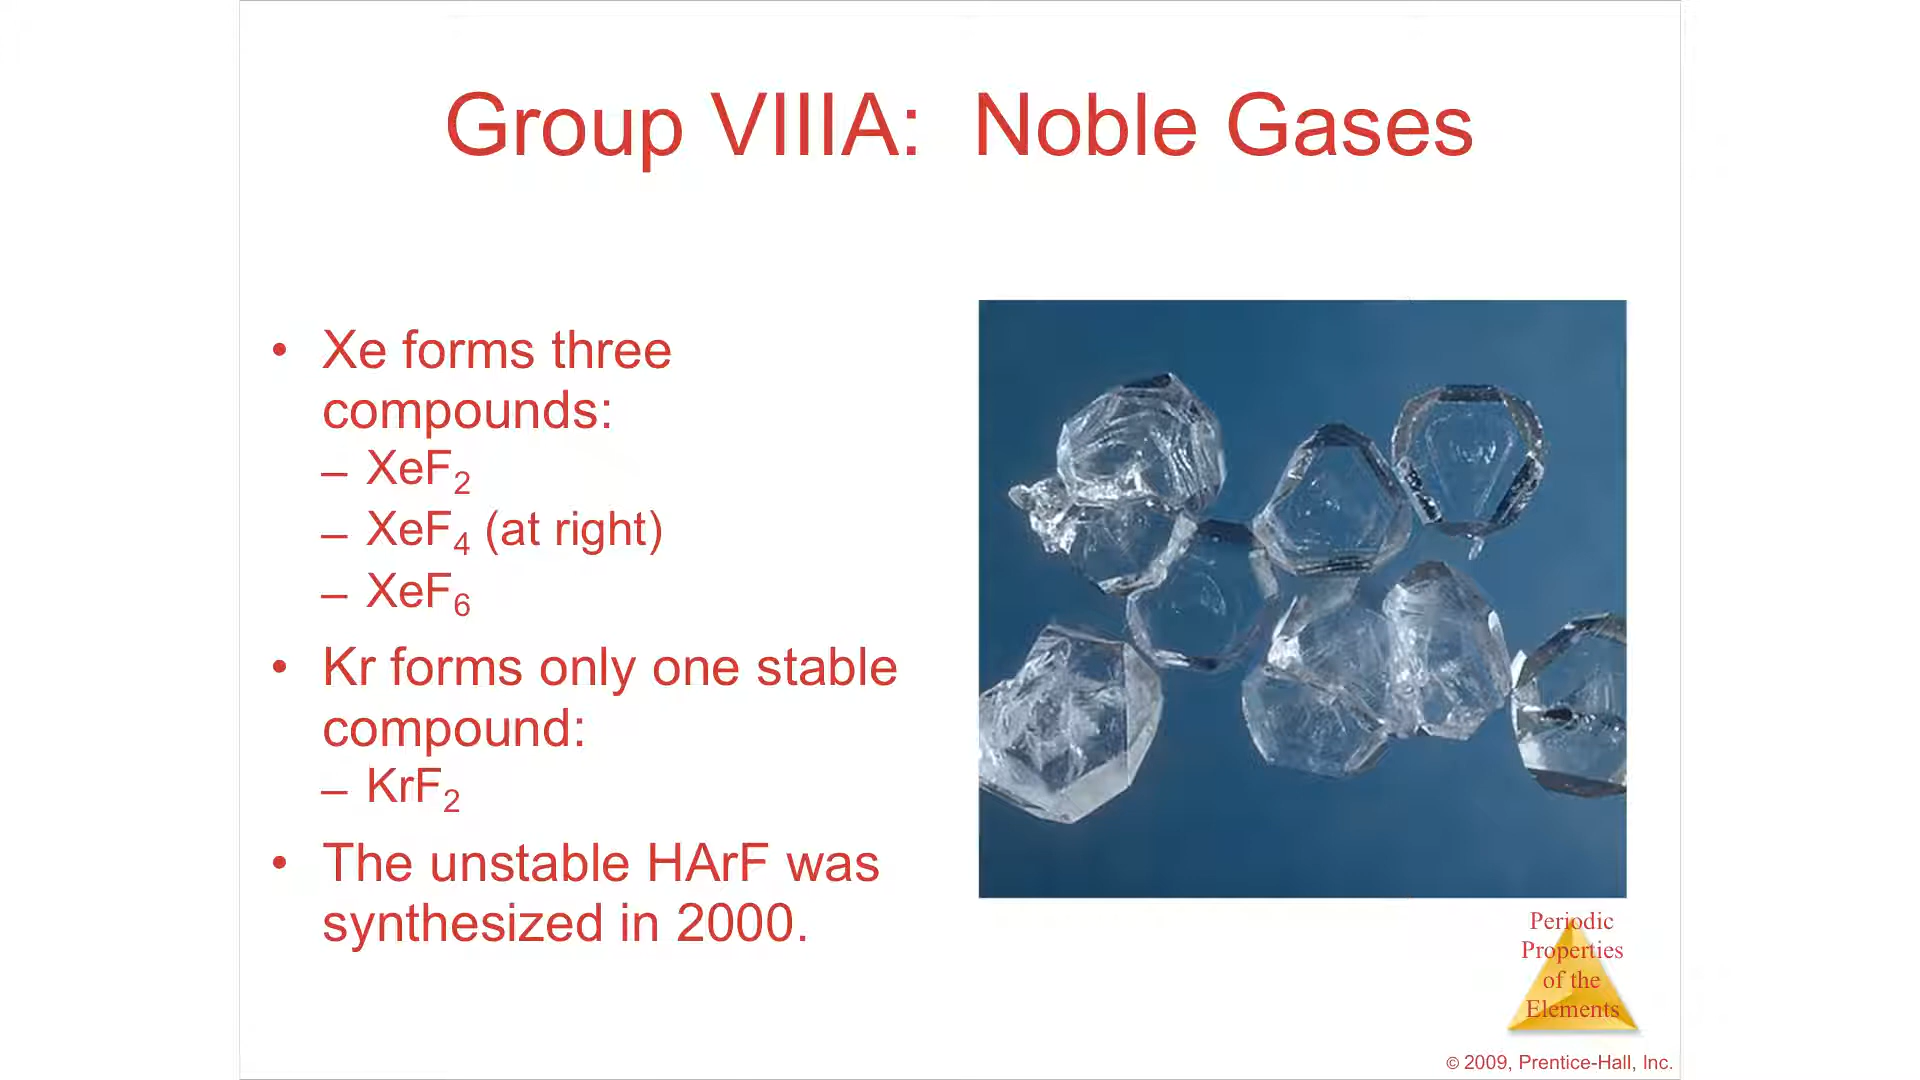 Group VIIIA: Noble Gases
• Xe forms three
compounds:
– XeF₂
– XeF₄ (at right)
– XeF₆
• Kr forms only one stable
compound:
– KrF₂
• The unstable HArF was
synthesized in 2000.
Periodic
Properties
of the
Elements
© 2009, Prentice-Hall, Inc.